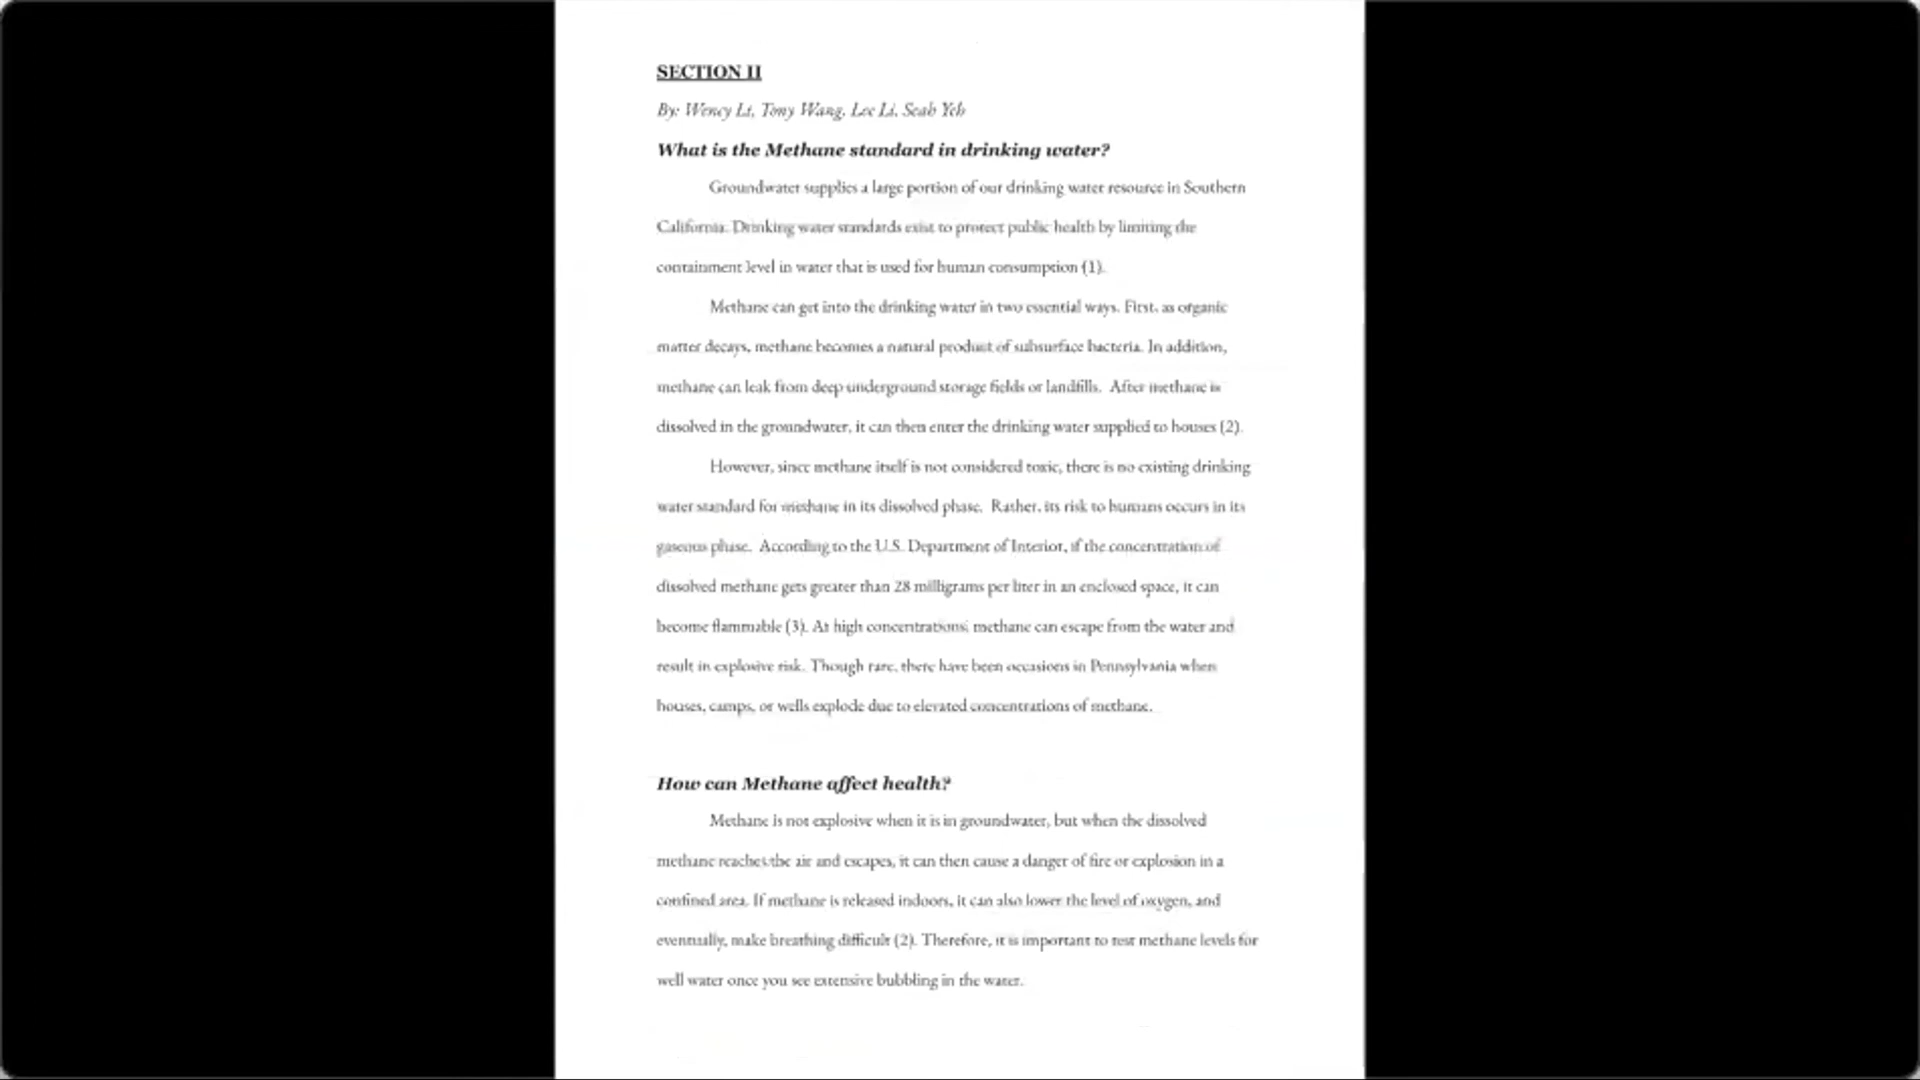 SECTION II
By: Wency Li, Tony Wang, Lee Li, Seah Yeh
What is the Methane standard in drinking water?
Groundwater supplies a large portion of our drinking water resource in Southern
California. Drinking water standards exist to protect public health by limiting the
containment level in water that is used for human consumption (1).
Methane can get into the drinking water in two essential ways. First, as organic
matter decays, methane becomes a natural product of subsurface bacteria. In addition,
methane can leak from deep underground storage fields or landfills. After methane is
dissolved in the groundwater, it can then enter the drinking water supplied to houses (2).
However, since methane itself is not considered toxic, there is no existing drinking
water standard for methane in its dissolved phase. Rather, its risk to humans occurs in its
gaseous phase. According to the U.S. Department of Interior, if the concentration of
dissolved methane gets greater than 28 milligrams per liter in an enclosed space, it can
become flammable (3). At high concentrations, methane can escape from the water and
result in explosive risk. Though rare, there have been occasions in Pennsylvania when
houses, camps, or wells explode due to elevated concentrations of methane.
How can Methane affect health?
Methane is not explosive when it is in groundwater, but when the dissolved
methane reaches the air and escapes, it can then cause a danger of fire or explosion in a
confined area. If methane is released indoors, it can also lower the level of oxygen, and
eventually, make breathing difficult (2). Therefore, it is important to test methane levels for
well water once you see extensive bubbling in the water.